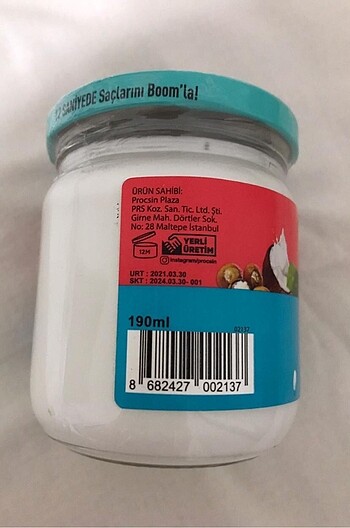 12 SANİYEDE Saçlarını Boom'la!
ÜRÜN SAHİBİ:
Procsin Plaza
PRS Koz. San. Tic. Ltd. Şti.
Girne Mah. Dörtler Sok.
No: 28 Maltepe İstanbul
12M
YERLİ
ÜRETİM
instagram/procsin
URT : 2021.03.30
SKT : 2024.03.30- 001
190ml
02137
8 682427 002137